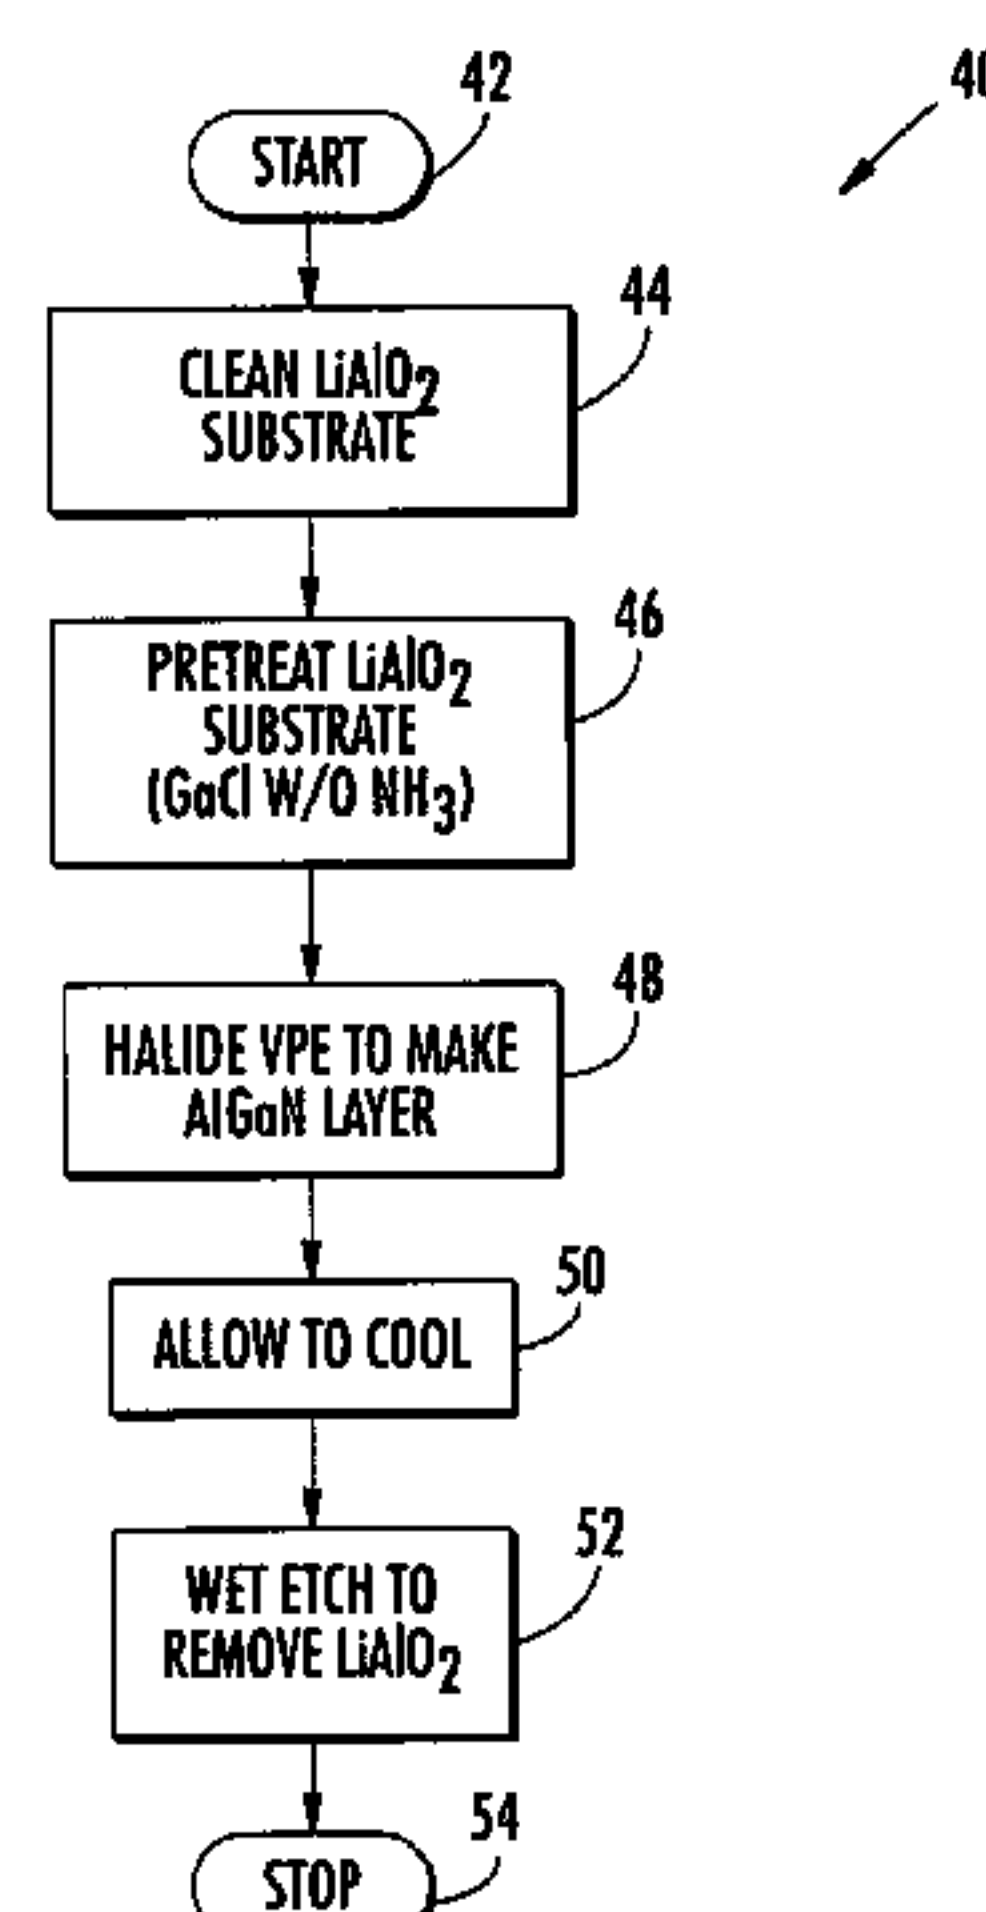 42
40
START
44
CLEAN LiAlO2
SUBSTRATE
46
PRETREAT LiAlO2
SUBSTRATE
(GaCl W/O NH3)
48
HALIDE VPE TO MAKE
AlGaN LAYER
50
ALLOW TO COOL
52
WET ETCH TO
REMOVE LiAlO2
54
STOP